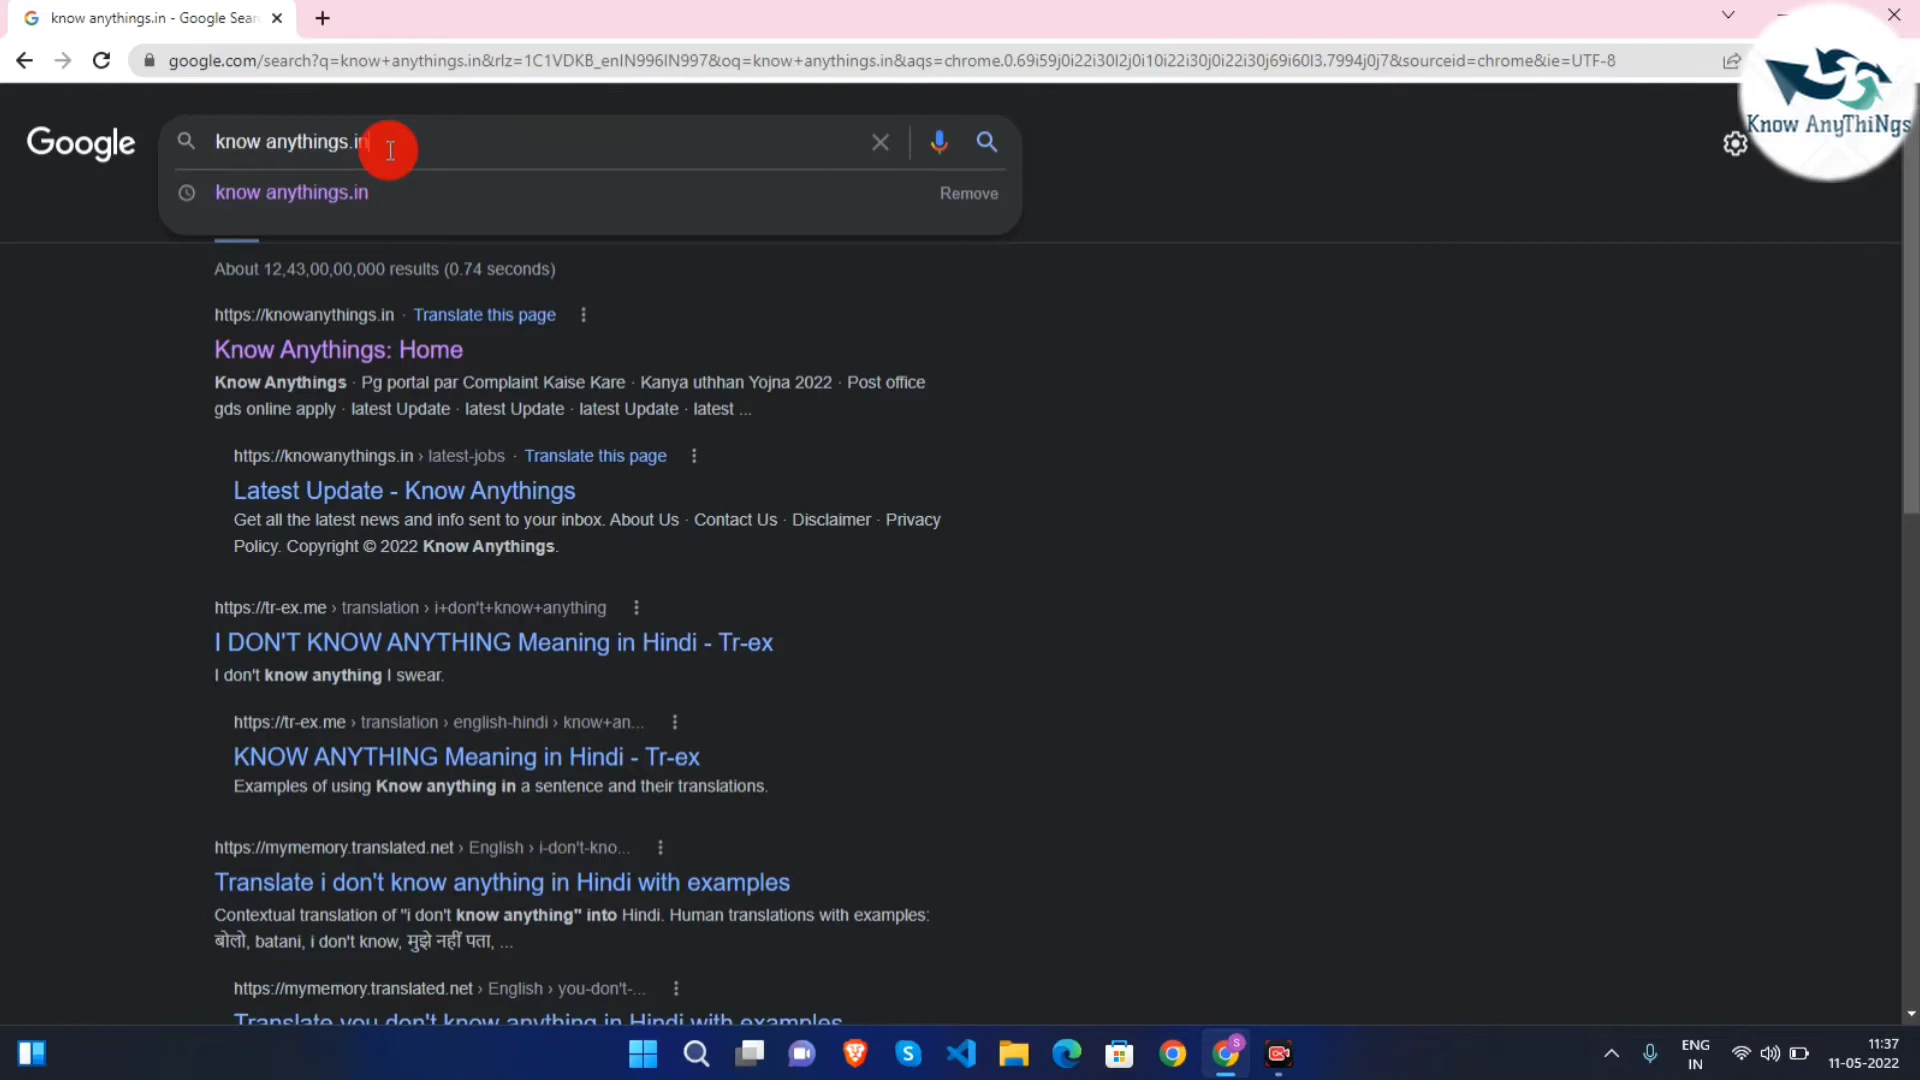 know anythings.in - Google Sear
google.com/search?q=know+anythings.in&rlz=1C1VDKB_enIN996IN997&oq=know+anythings.in&aqs=chrome.0.69i59j0i22i30l2j0i10i22i30j0i22i30j69i60l3.7994j0j7&sourceid=chrome&ie=UTF-8
Know AnyThiNgs
Google
know anythings.in
know anythings.in
Remove
About 12,43,00,00,000 results (0.74 seconds)
https://knowanythings.in · Translate this page
Know Anythings: Home
Know Anythings · Pg portal par Complaint Kaise Kare · Kanya uthhan Yojna 2022 · Post office
gds online apply · latest Update · latest Update · latest Update · latest ...
https://knowanythings.in › latest-jobs · Translate this page
Latest Update - Know Anythings
Get all the latest news and info sent to your inbox. About Us · Contact Us · Disclaimer · Privacy
Policy. Copyright © 2022 Know Anythings.
https://tr-ex.me › translation › i+don't+know+anything
I DON'T KNOW ANYTHING Meaning in Hindi - Tr-ex
I don't know anything I swear.
https://tr-ex.me › translation › english-hindi › know+an...
KNOW ANYTHING Meaning in Hindi - Tr-ex
Examples of using Know anything in a sentence and their translations.
https://mymemory.translated.net › English › i-don't-kno...
Translate i don't know anything in Hindi with examples
Contextual translation of "i don't know anything" into Hindi. Human translations with examples:
बोलो, batani, i don't know, मुझे नहीं पता, ...
https://mymemory.translated.net › English › you-don't-...
Translate you don't know anything in Hindi with examples
S
ENG
IN
11:37
11-05-2022